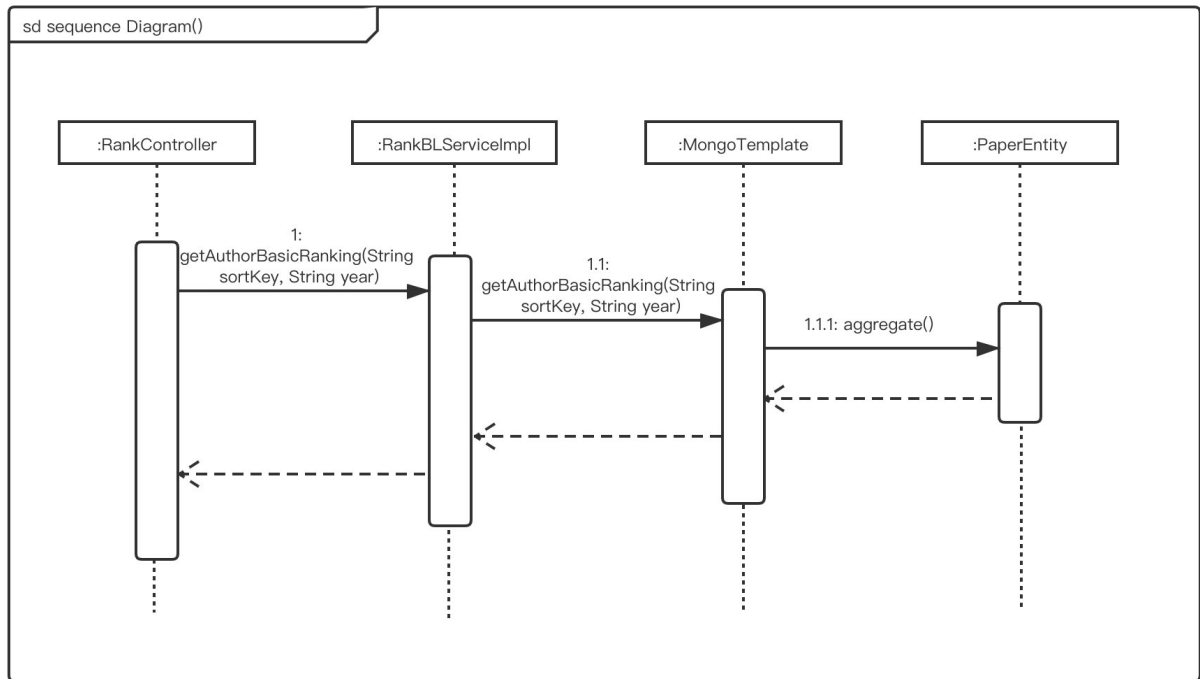 sd sequence Diagram()
:RankController
:RankBLServiceImpl
:MongoTemplate
:PaperEntity
1:
getAuthorBasicRanking(String
sortKey, String year)
1.1:
getAuthorBasicRanking(String
sortKey, String year)
1.1.1: aggregate()